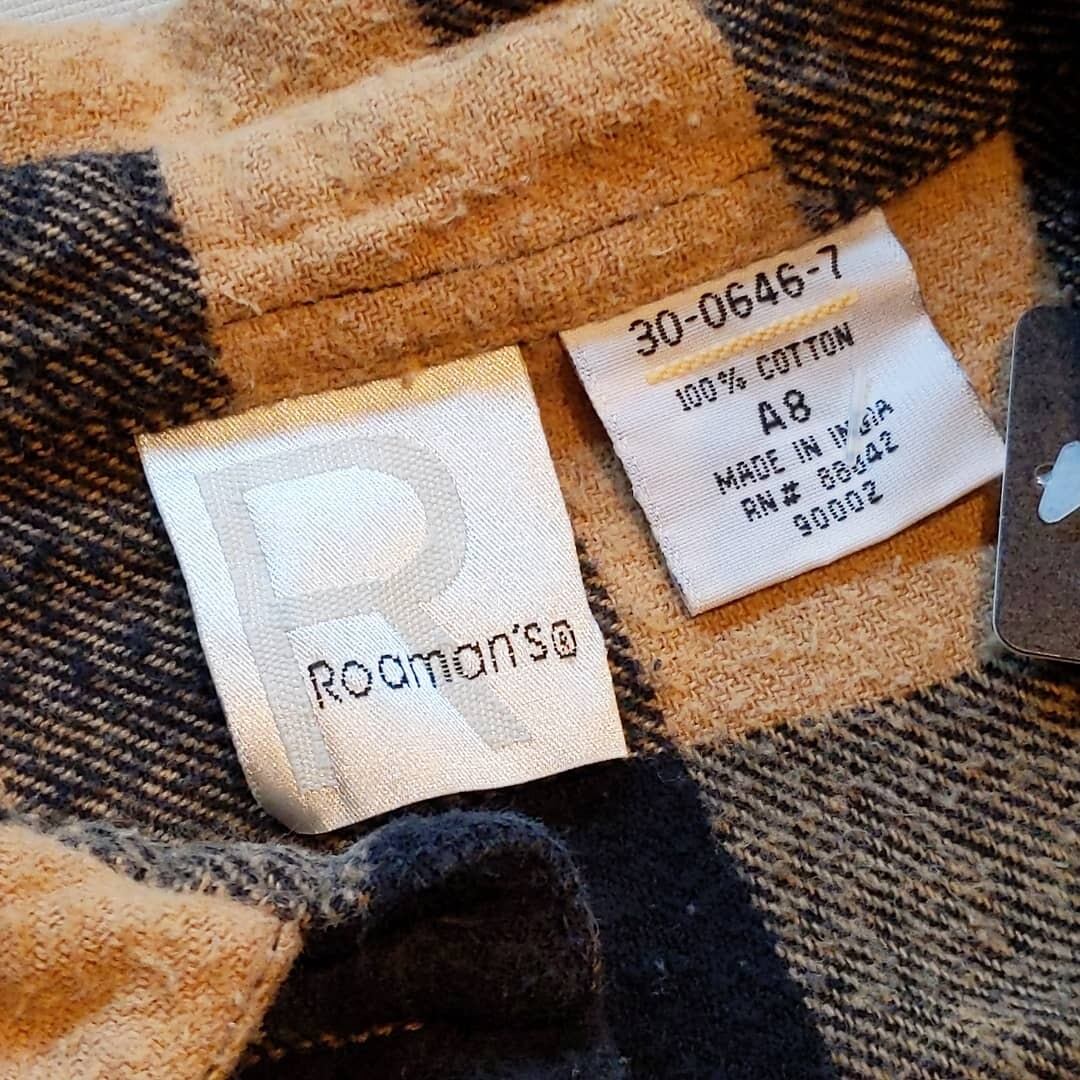 R
Roaman's®
30-0646-7
100% COTTON
A8
MADE IN INDIA
RN# 88442
90002